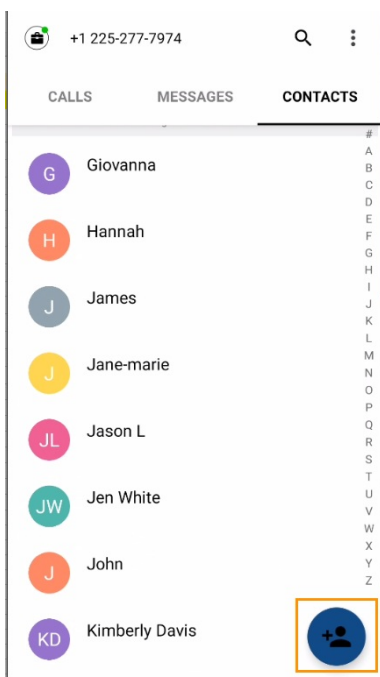 +1 225-277-7974
CALLS MESSAGES CONTACTS
#
A
G Giovanna
B
C
D
E
H Hannah
F
G
H
I
J James
J
K
L
J Jane-marie
M
N
O
P
JL Jason L
Q
R
S
T
JW Jen White
U
V
W
X
J John
Y
Z
KD Kimberly Davis